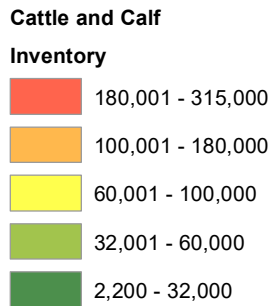 Cattle and Calf
Inventory
180,001 - 315,000
100,001 - 180,000
60,001 - 100,000
32,001 - 60,000
2,200 - 32,000